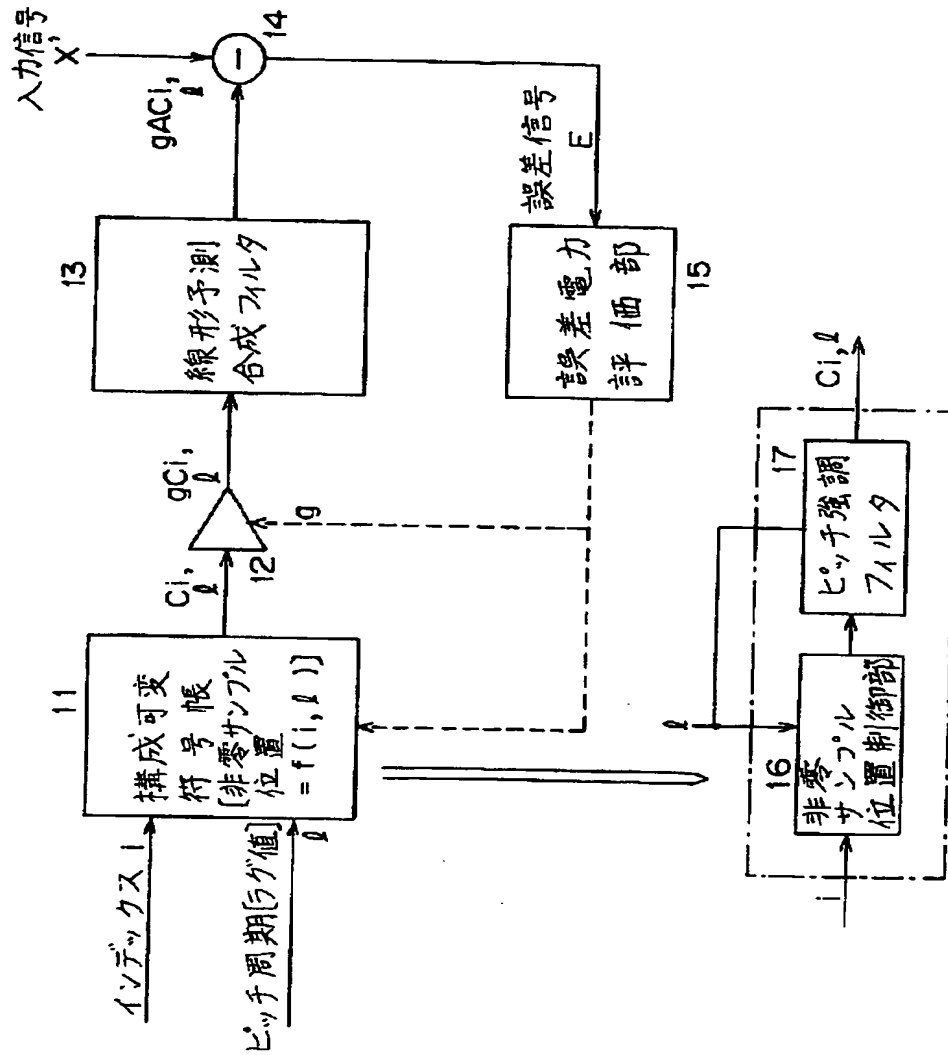 インデックス i
ピッチ周期[ラグ値]
l
11
構成可変
符号帳
[非零サンプル
位置
= f(i, l)]
Ci,
l
12
g
gCi,
l
13
線形予測
合成フィルタ
gACi,
l
入力信号
X,
14
誤差信号
E
誤差電力
評価部
15
i
l
16
非零
サンプル
位置制御部
17
ピッチ強調
フィルタ
Ci, l